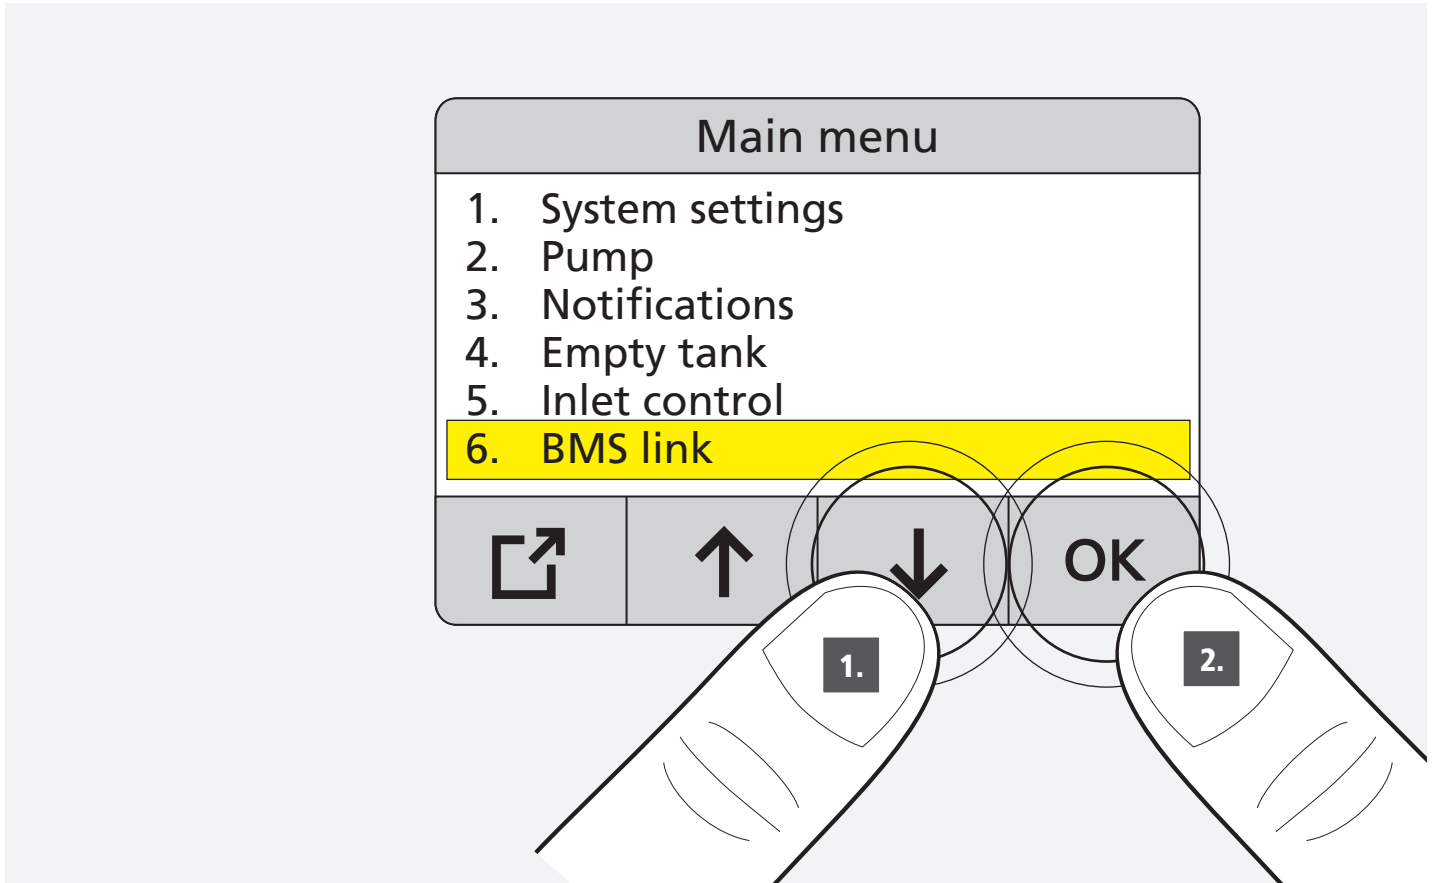 Main menu
1. System settings
2. Pump
3. Notifications
4. Empty tank
5. Inlet control
6. BMS link
OK
1.
2.